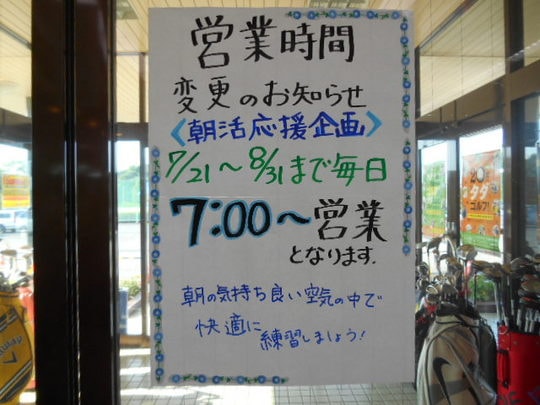 営業時間
変更のお知らせ
〈朝活応援企画〉
7/21〜8/31まで毎日
7:00〜営業
となります.
朝の気持ち良い空気の中で
快適に
練習しましょう!